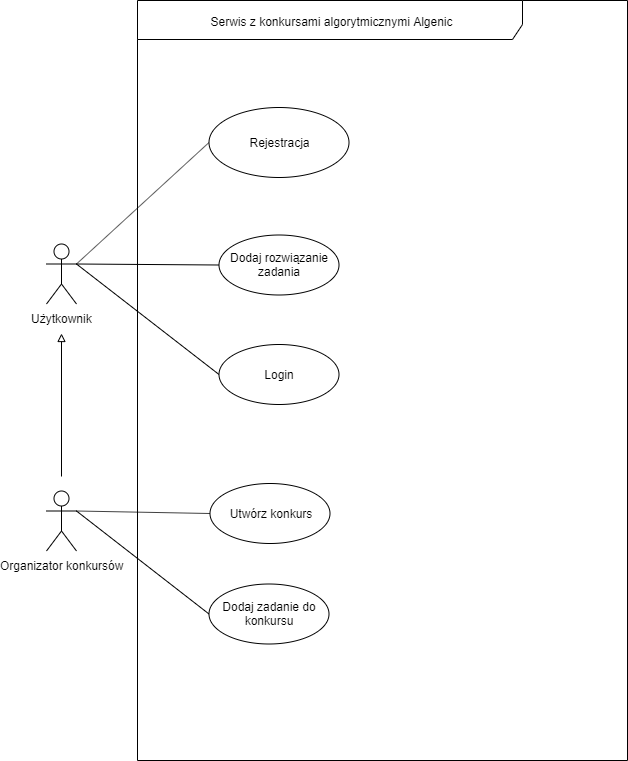 Serwis z konkursami algorytmicznymi Algenic
Rejestracja
Dodaj rozwiązanie
zadania
Użytkownik
Login
Utwórz konkurs
Organizator konkursów
Dodaj zadanie do
konkursu